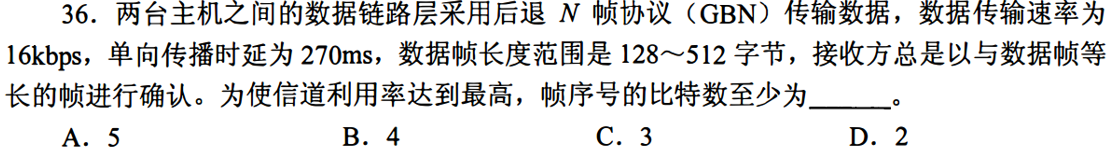 36．两台主机之间的数据链路层采用后退 N 帧协议（GBN）传输数据，数据传输速率为
16kbps，单向传播时延为 270ms，数据帧长度范围是 128～512 字节，接收方总是以与数据帧等
长的帧进行确认。为使信道利用率达到最高，帧序号的比特数至少为______。
A．5 B．4 C．3 D．2